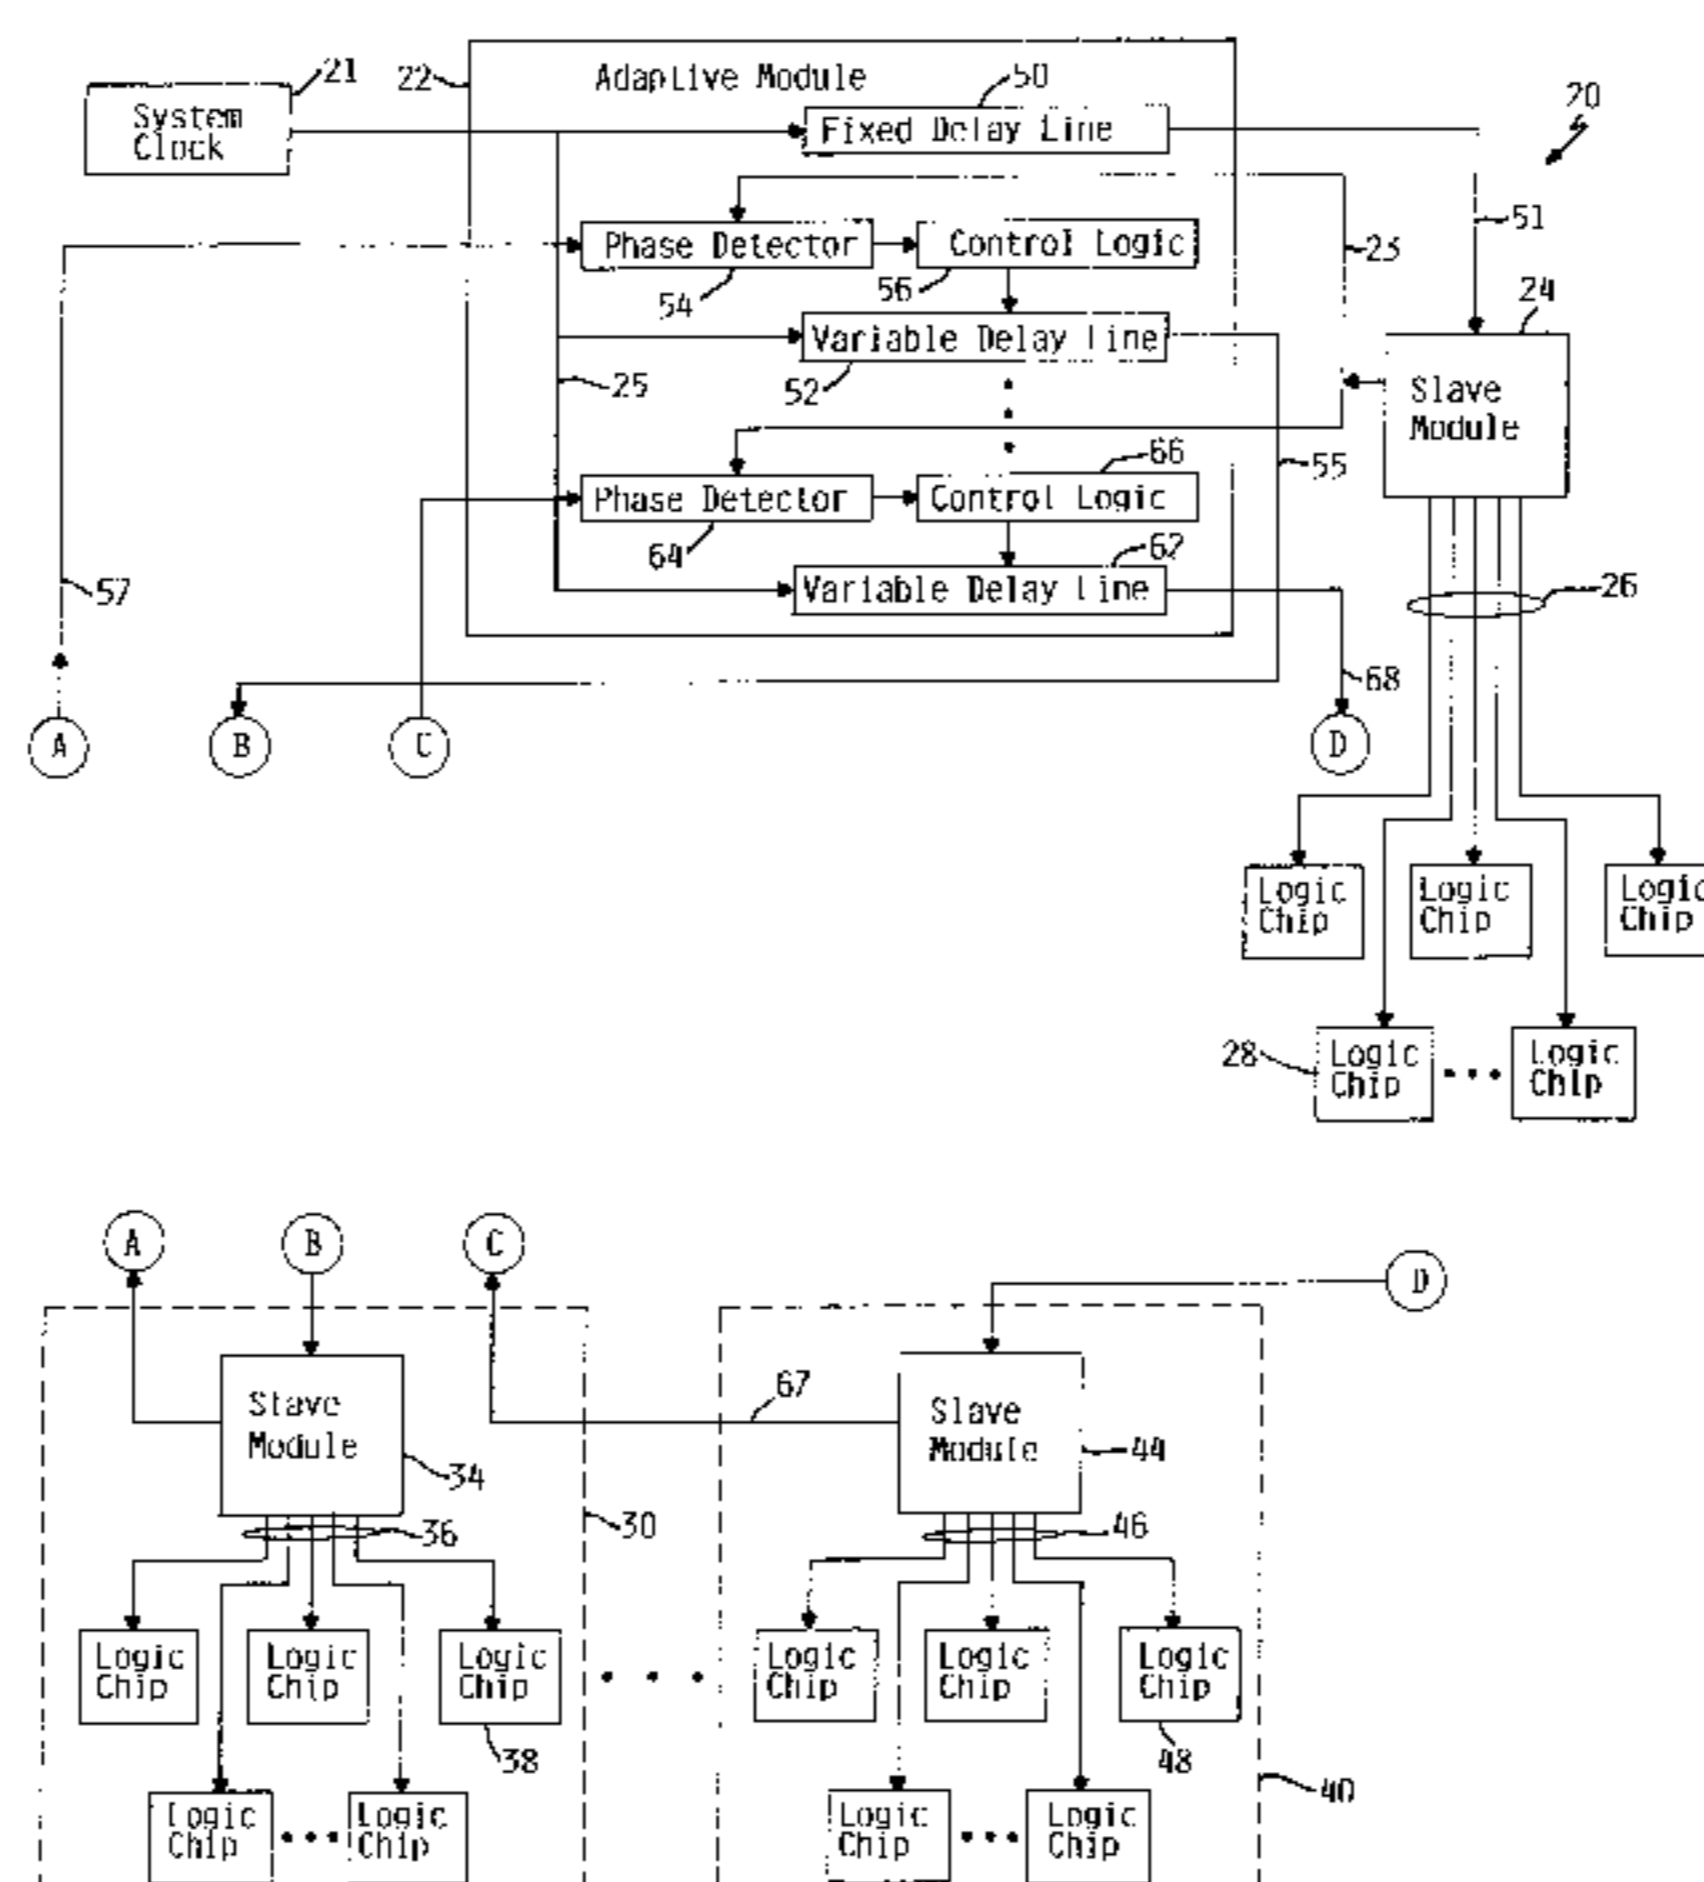 21
22
Adaptive Module
50
20
System
Clock
Fixed Delay Line
51
23
Phase Detector
Control Logic
54
56
24
Variable Delay Line
25
52
Slave
Module
66
55
Phase Detector
Control Logic
64
62
57
Variable Delay Line
26
68
A
B
C
D
Logic
Chip
Logic
Chip
Logic
Chip
28
Logic
Chip
Logic
Chip
A
B
C
D
67
Slave
Module
Slave
Module
34
44
36
30
46
Logic
Chip
Logic
Chip
Logic
Chip
Logic
Chip
Logic
Chip
Logic
Chip
38
48
40
Logic
Chip
Logic
Chip
Logic
Chip
Logic
Chip